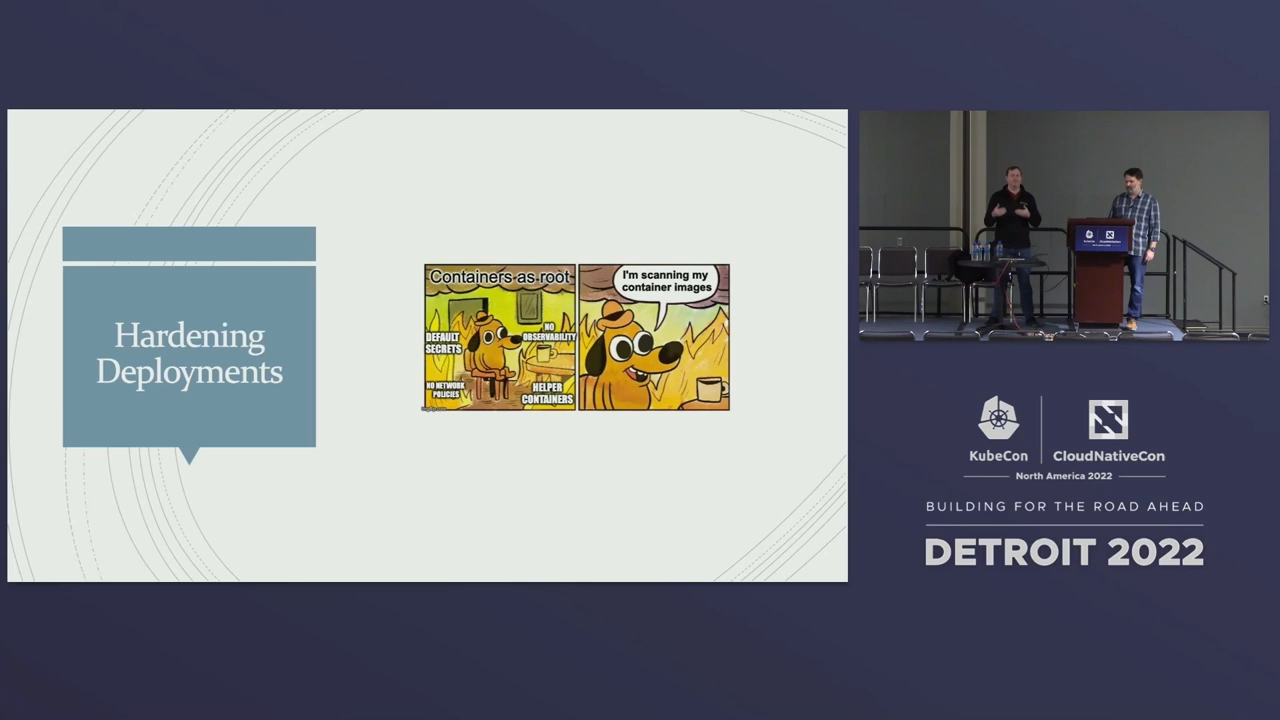 Hardening
Deployments
Containers as root
DEFAULT
SECRETS
NO
OBSERVABILITY
NO NETWORK
POLICIES
HELPER
CONTAINERS
I'm scanning my
container images
KubeCon
CloudNativeCon
North America 2022
BUILDING FOR THE ROAD AHEAD
DETROIT 2022